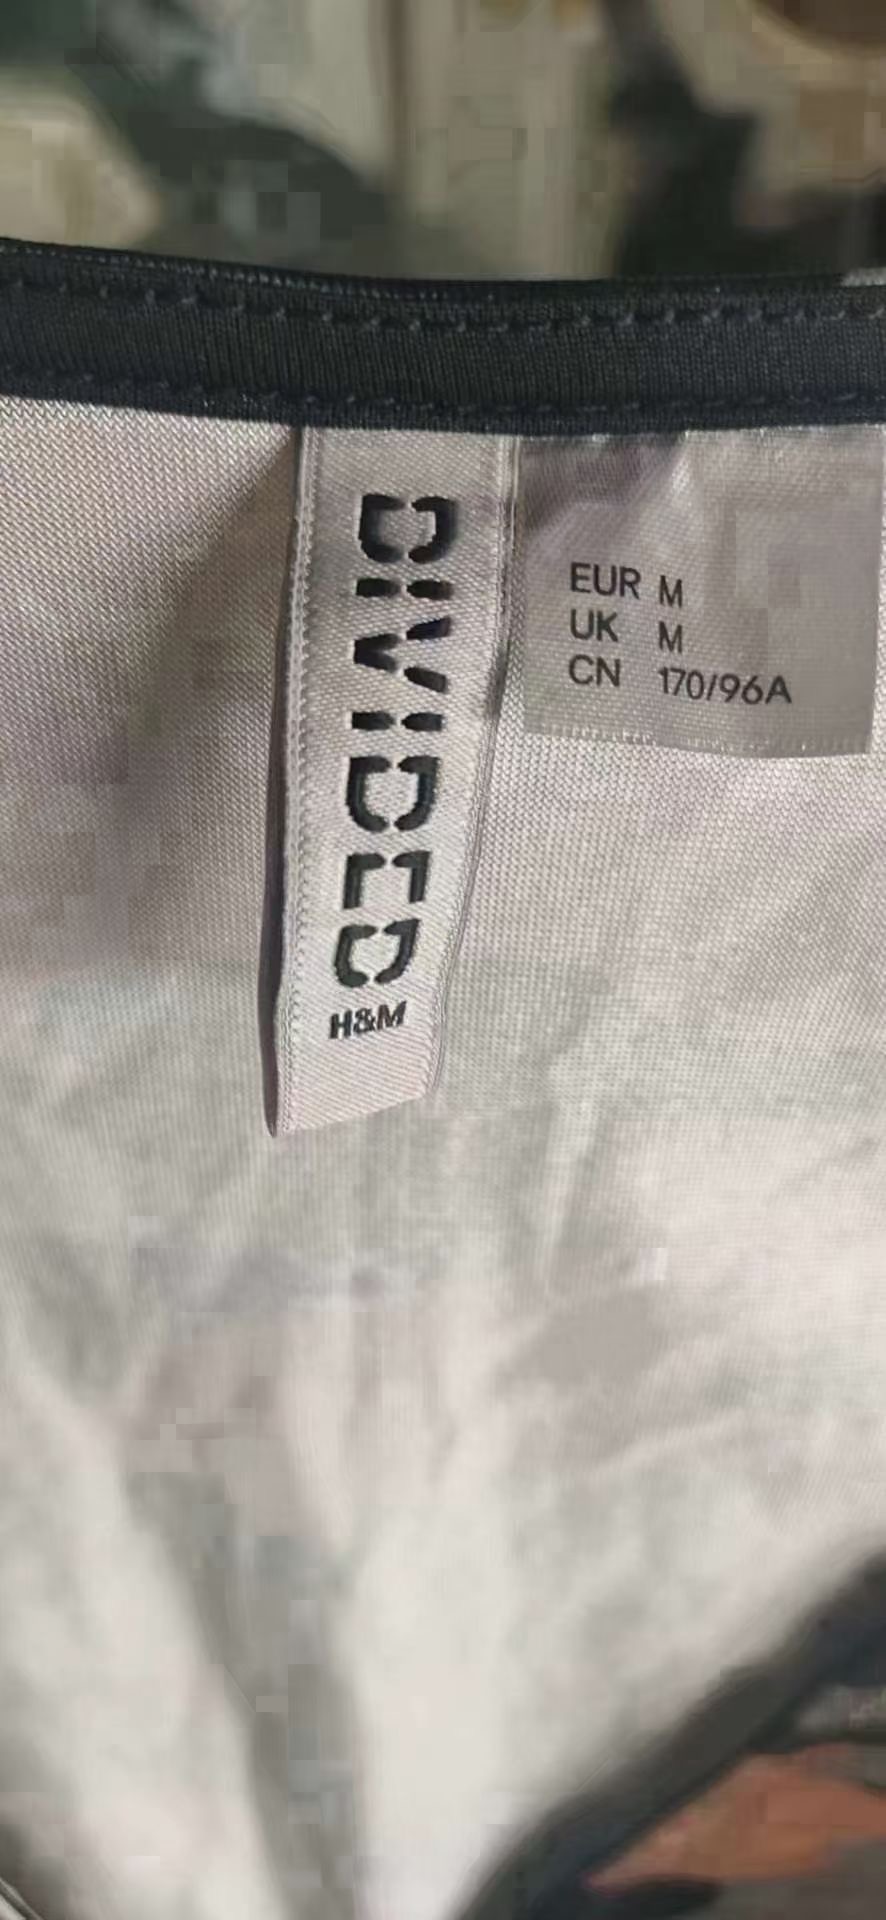 DIVIDED
H&M
EUR M
UK M
CN 170/96A